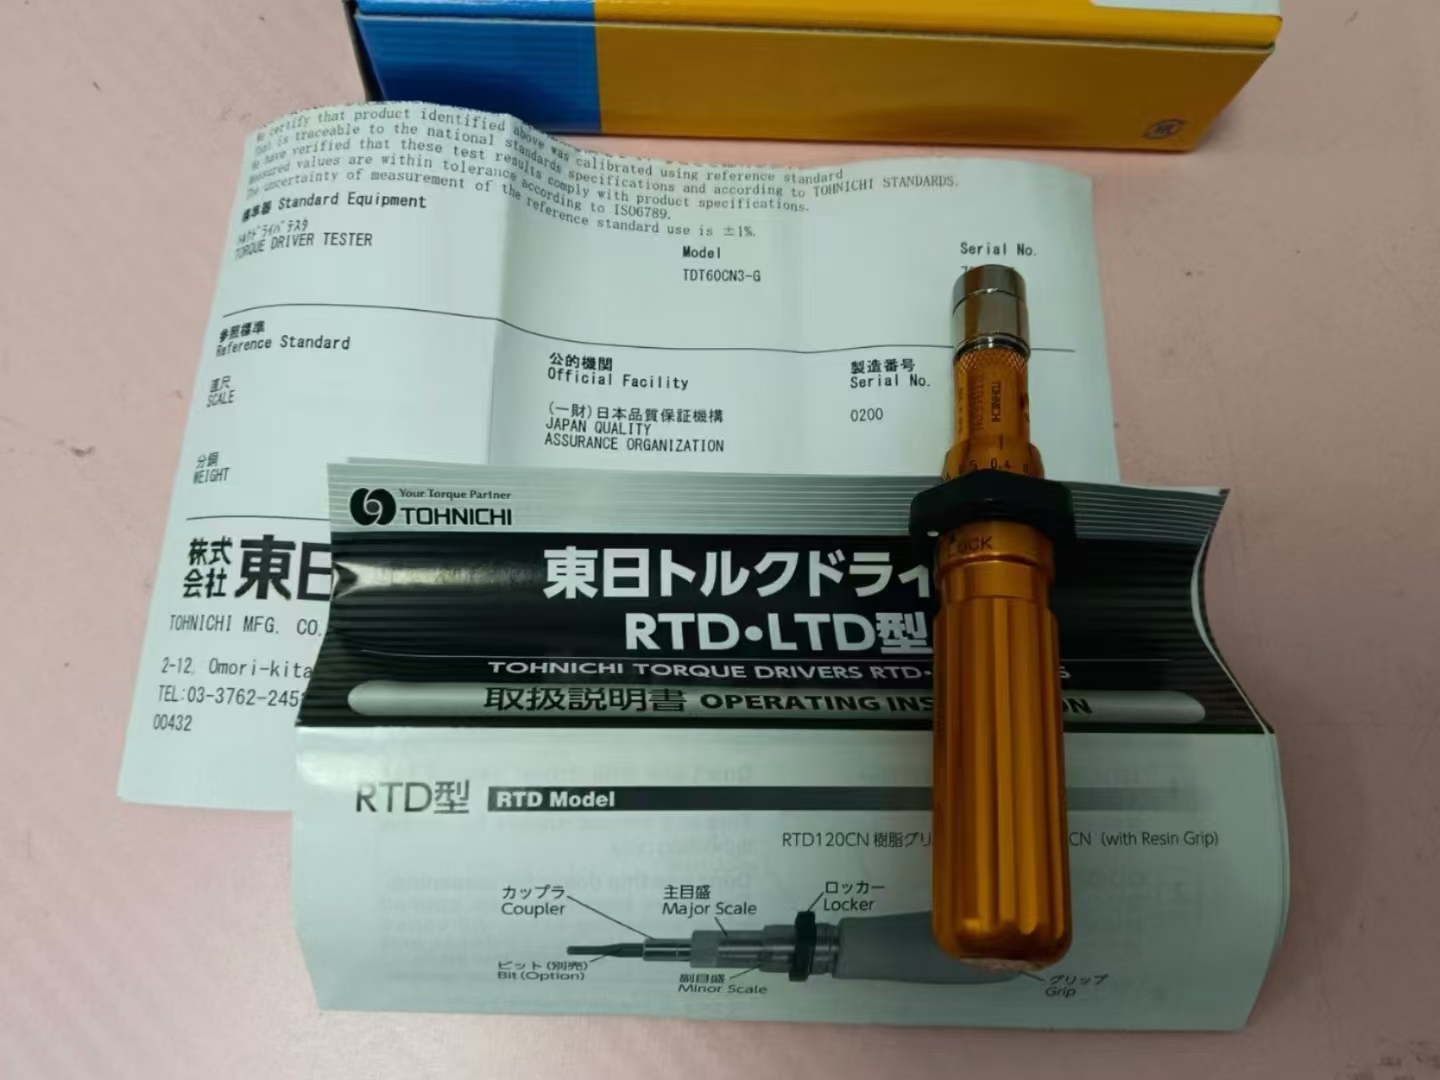 We certify that product identified above was calibrated using reference standard
That is traceable to the national standards specifications and according to TOHNICHI STANDARDS.
We have verified that these test results comply with product specifications.
Measured values are within tolerance according to ISO6789.
The uncertainty of measurement of the reference standard use is ±1%.
標準器 Standard Equipment
TORQUE DRIVER TESTER
Model
TDT60CN3-G
Serial No.
参照標準
Reference Standard
公的機関
Official Facility
製造番号
Serial No.
直尺
SCALE
(一財)日本品質保証機構
JAPAN QUALITY
ASSURANCE ORGANIZATION
0200
分銅
WEIGHT
株式
会社 東日
TOHNICHI MFG. CO.
2-12, Omori-kita
TEL:03-3762-245
00432
Your Torque Partner
TOHNICHI
東日トルクドライ
RTD•LTD型
TOHNICHI TORQUE DRIVERS RTD•
取扱説明書 OPERATING INS ON
RTD型 RTD Model
RTD120CN 樹脂グリ CN (with Resin Grip)
カップラ
Coupler
主目盛
Major Scale
ロッカー
Locker
ビット(別売)
Bit(Option)
副目盛
Minor Scale
グリップ
Grip
TOHNICHI
0.5 0.4
LOCK